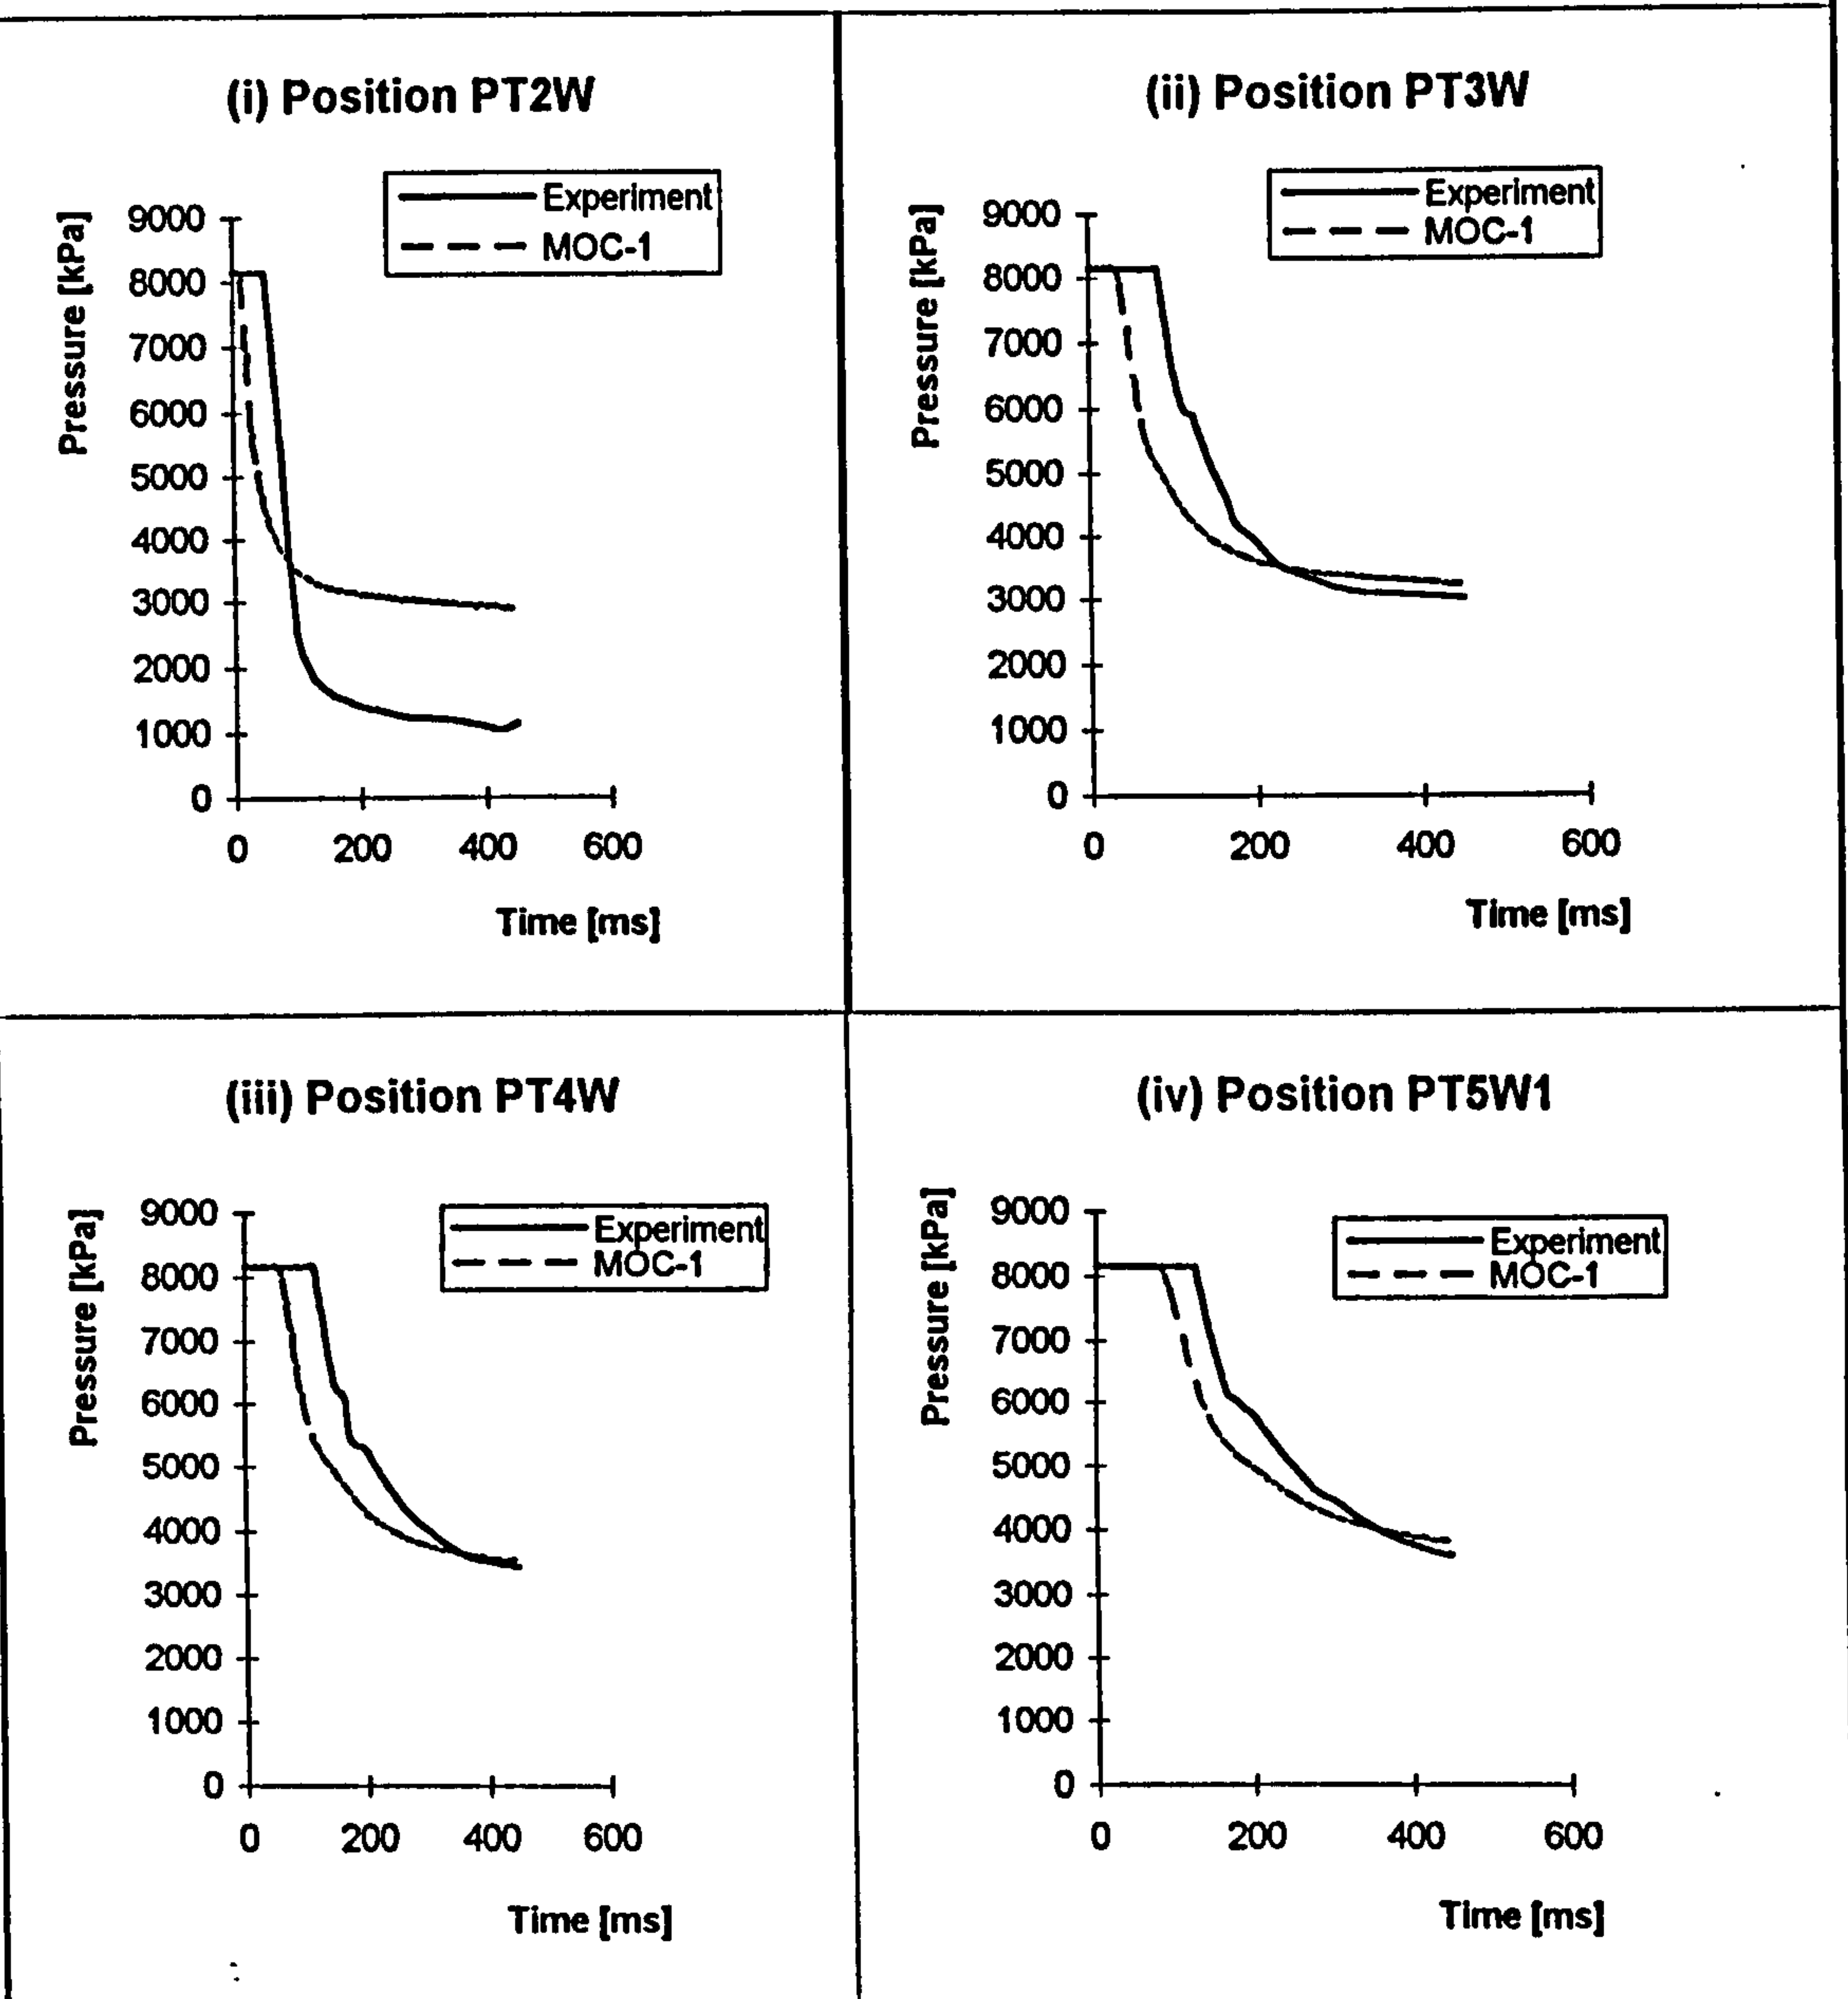 (i) Position PT2W
Experiment
MOC-1
Pressure [kPa]
9000
8000
7000
6000
5000
4000
3000
2000
1000
0
0 200 400 600
Time [ms]
(ii) Position PT3W
Experiment
MOC-1
Pressure [kPa]
9000
8000
7000
6000
5000
4000
3000
2000
1000
0
0 200 400 600
Time [ms]
(iii) Position PT4W
Experiment
MOC-1
Pressure [kPa]
9000
8000
7000
6000
5000
4000
3000
2000
1000
0
0 200 400 600
Time [ms]
(iv) Position PT5W1
Experiment
MOC-1
Pressure [kPa]
9000
8000
7000
6000
5000
4000
3000
2000
1000
0
0 200 400 600
Time [ms]